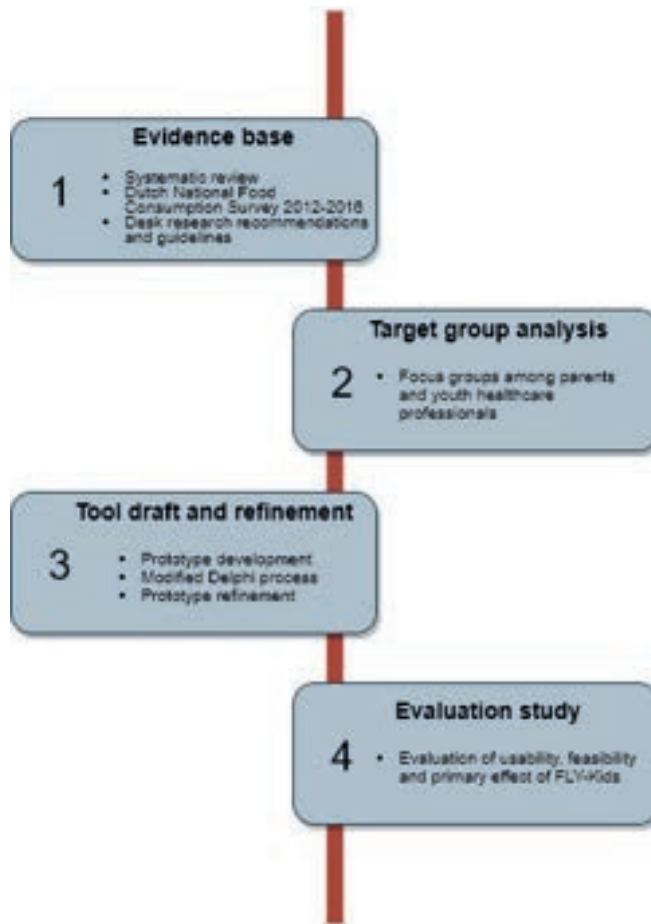 Evidence base
1
▪ Systematic review
▪ Dutch National Food
Consumption Survey 2012-2016
▪ Desk research recommendations
and guidelines
Target group analysis
2
▪ Focus groups among parents
and youth healthcare
professionals
Tool draft and refinement
3
▪ Prototype development
▪ Modified Delphi process
▪ Prototype refinement
Evaluation study
4
▪ Evaluation of usability, feasibility
and primary effect of FLY-Kids